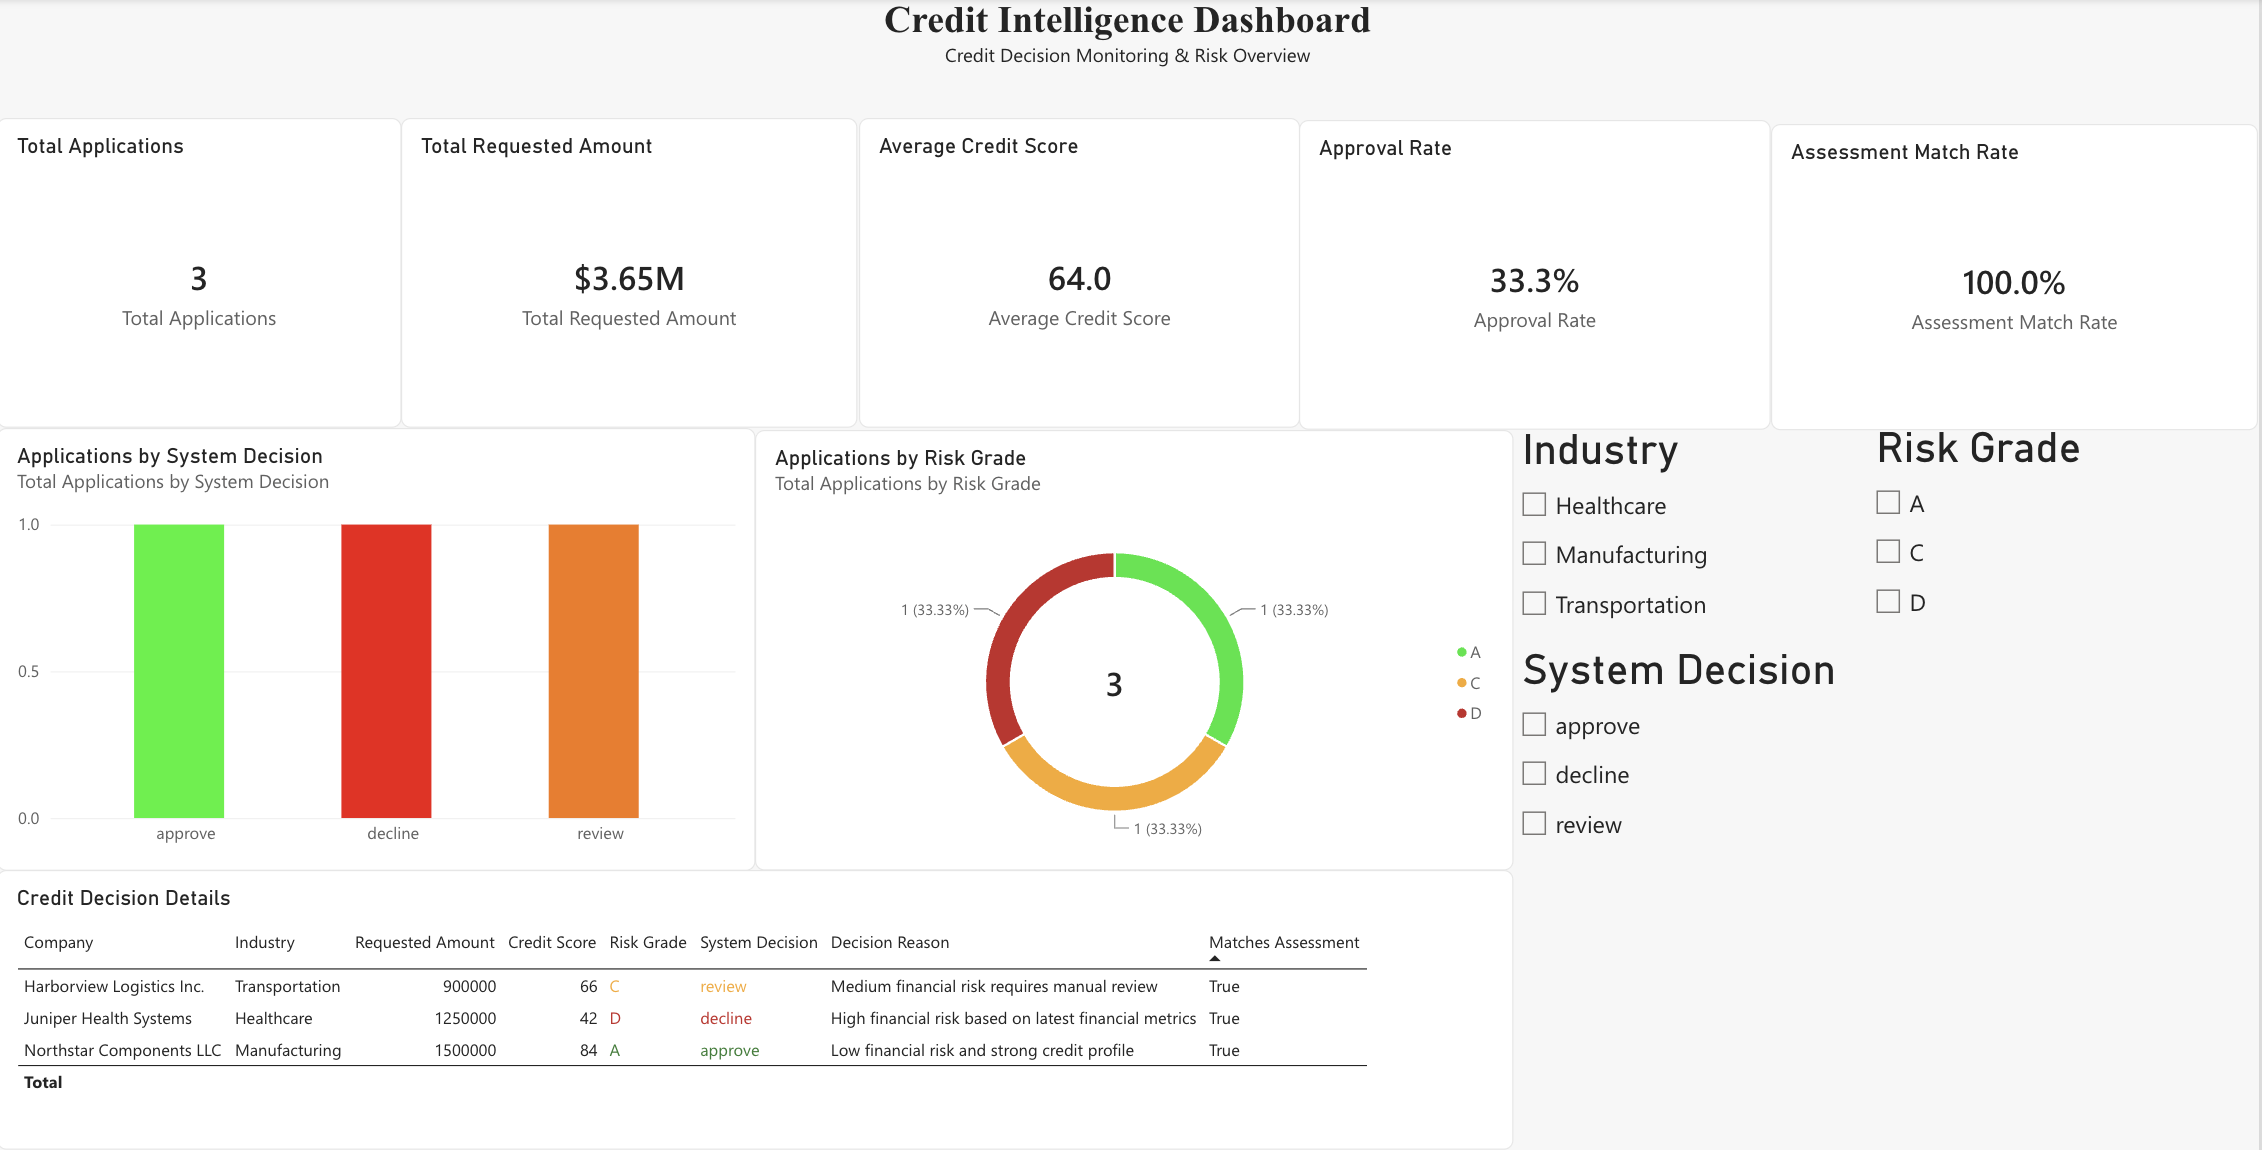 Credit Intelligence Dashboard
Credit Decision Monitoring & Risk Overview
Total Applications
3
Total Applications
Total Requested Amount
$3.65M
Total Requested Amount
Average Credit Score
64.0
Average Credit Score
Approval Rate
33.3%
Approval Rate
Assessment Match Rate
100.0%
Assessment Match Rate
Applications by System Decision
Total Applications by System Decision
1.0
0.5
0.0
approve decline review
Applications by Risk Grade
Total Applications by Risk Grade
1 (33.33%)
1 (33.33%)
3
1 (33.33%)
A
C
D
Industry
Healthcare
Manufacturing
Transportation
Risk Grade
A
C
D
System Decision
approve
decline
review
Credit Decision Details
Company Industry Requested Amount Credit Score Risk Grade System Decision Decision Reason Matches Assessment
Harborview Logistics Inc. Transportation 900000 66 C review Medium financial risk requires manual review True
Juniper Health Systems Healthcare 1250000 42 D decline High financial risk based on latest financial metrics True
Northstar Components LLC Manufacturing 1500000 84 A approve Low financial risk and strong credit profile True
Total